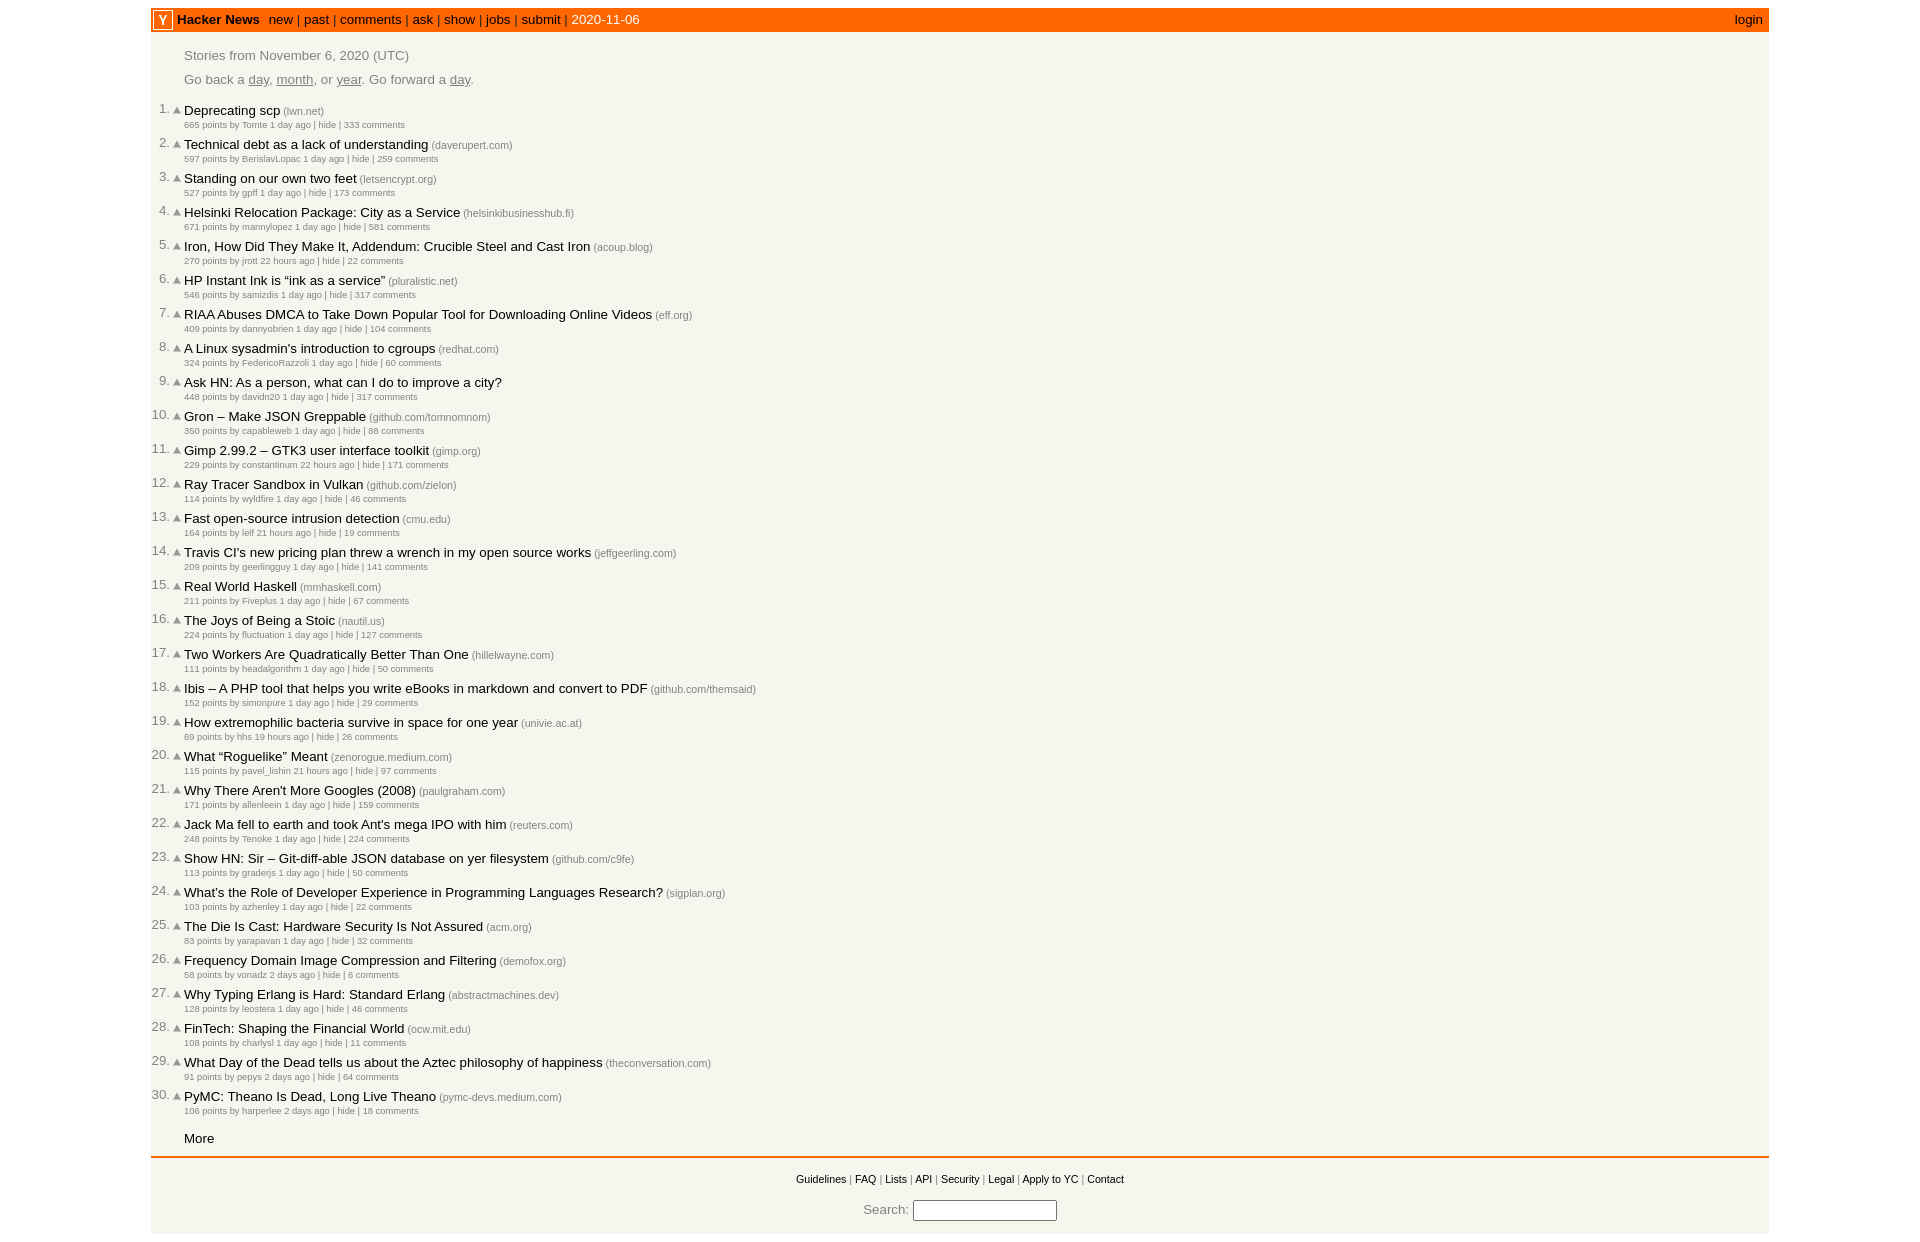 Y Hacker News new | past | comments | ask | show | jobs | submit | 2020-11-06 login
Stories from November 6, 2020 (UTC)
Go back a day, month, or year. Go forward a day.
1. Deprecating scp (lwn.net)
665 points by Tomte 1 day ago | hide | 333 comments
2. Technical debt as a lack of understanding (daverupert.com)
597 points by BerislavLopac 1 day ago | hide | 259 comments
3. Standing on our own two feet (letsencrypt.org)
527 points by gpff 1 day ago | hide | 173 comments
4. Helsinki Relocation Package: City as a Service (helsinkibusinesshub.fi)
671 points by mannylopez 1 day ago | hide | 581 comments
5. Iron, How Did They Make It, Addendum: Crucible Steel and Cast Iron (acoup.blog)
270 points by jrott 22 hours ago | hide | 22 comments
6. HP Instant Ink is “ink as a service” (pluralistic.net)
546 points by samizdis 1 day ago | hide | 317 comments
7. RIAA Abuses DMCA to Take Down Popular Tool for Downloading Online Videos (eff.org)
409 points by dannyobrien 1 day ago | hide | 104 comments
8. A Linux sysadmin's introduction to cgroups (redhat.com)
324 points by FedericoRazzoli 1 day ago | hide | 60 comments
9. Ask HN: As a person, what can I do to improve a city?
448 points by davidn20 1 day ago | hide | 317 comments
10. Gron – Make JSON Greppable (github.com/tomnomnom)
350 points by capableweb 1 day ago | hide | 88 comments
11. Gimp 2.99.2 – GTK3 user interface toolkit (gimp.org)
229 points by constantinum 22 hours ago | hide | 171 comments
12. Ray Tracer Sandbox in Vulkan (github.com/zielon)
114 points by wyldfire 1 day ago | hide | 46 comments
13. Fast open-source intrusion detection (cmu.edu)
164 points by lelf 21 hours ago | hide | 19 comments
14. Travis CI's new pricing plan threw a wrench in my open source works (jeffgeerling.com)
209 points by geerlingguy 1 day ago | hide | 141 comments
15. Real World Haskell (mmhaskell.com)
211 points by Fiveplus 1 day ago | hide | 67 comments
16. The Joys of Being a Stoic (nautil.us)
224 points by fluctuation 1 day ago | hide | 127 comments
17. Two Workers Are Quadratically Better Than One (hillelwayne.com)
111 points by headalgorithm 1 day ago | hide | 50 comments
18. Ibis – A PHP tool that helps you write eBooks in markdown and convert to PDF (github.com/themsaid)
152 points by simonpure 1 day ago | hide | 29 comments
19. How extremophilic bacteria survive in space for one year (univie.ac.at)
69 points by hhs 19 hours ago | hide | 26 comments
20. What “Roguelike” Meant (zenorogue.medium.com)
115 points by pavel_lishin 21 hours ago | hide | 97 comments
21. Why There Aren't More Googles (2008) (paulgraham.com)
171 points by allenleein 1 day ago | hide | 159 comments
22. Jack Ma fell to earth and took Ant's mega IPO with him (reuters.com)
248 points by Tenoke 1 day ago | hide | 224 comments
23. Show HN: Sir – Git-diff-able JSON database on yer filesystem (github.com/c9fe)
113 points by graderjs 1 day ago | hide | 50 comments
24. What’s the Role of Developer Experience in Programming Languages Research? (sigplan.org)
103 points by azhenley 1 day ago | hide | 22 comments
25. The Die Is Cast: Hardware Security Is Not Assured (acm.org)
83 points by yarapavan 1 day ago | hide | 32 comments
26. Frequency Domain Image Compression and Filtering (demofox.org)
58 points by vonadz 2 days ago | hide | 6 comments
27. Why Typing Erlang is Hard: Standard Erlang (abstractmachines.dev)
128 points by leostera 1 day ago | hide | 46 comments
28. FinTech: Shaping the Financial World (ocw.mit.edu)
108 points by charlysl 1 day ago | hide | 11 comments
29. What Day of the Dead tells us about the Aztec philosophy of happiness (theconversation.com)
91 points by pepys 2 days ago | hide | 64 comments
30. PyMC: Theano Is Dead, Long Live Theano (pymc-devs.medium.com)
106 points by harperlee 2 days ago | hide | 18 comments
More
Guidelines | FAQ | Lists | API | Security | Legal | Apply to YC | Contact
Search: